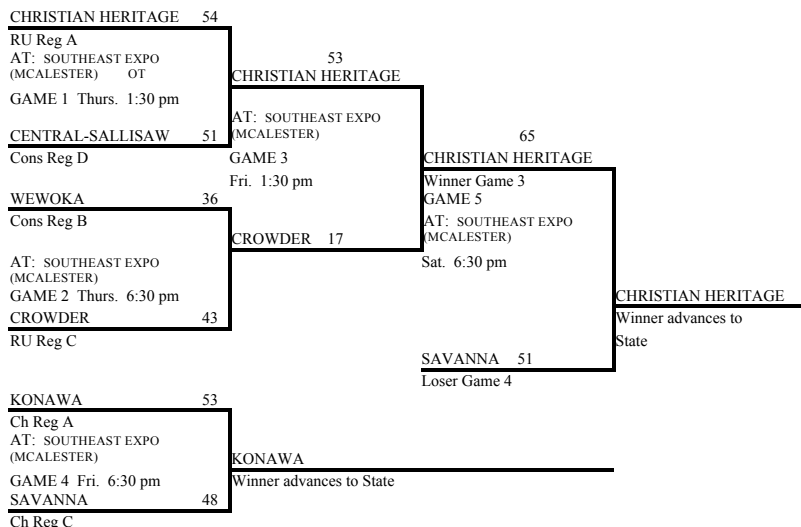 CHRISTIAN HERITAGE 54
RU Reg A
AT: SOUTHEAST EXPO
(MCALESTER) OT
GAME 1 Thurs. 1:30 pm
CENTRAL-SALLISAW 51
Cons Reg D
WEWOKA 36
Cons Reg B
AT: SOUTHEAST EXPO
(MCALESTER)
GAME 2 Thurs. 6:30 pm
CROWDER 43
RU Reg C
KONAWA 53
Ch Reg A
AT: SOUTHEAST EXPO
(MCALESTER)
GAME 4 Fri. 6:30 pm
SAVANNA 48
Ch Reg C
53
CHRISTIAN HERITAGE
AT: SOUTHEAST EXPO
(MCALESTER)
GAME 3
Fri. 1:30 pm
CROWDER 17
KONAWA
Winner advances to State
65
CHRISTIAN HERITAGE
Winner Game 3
GAME 5
AT: SOUTHEAST EXPO
(MCALESTER)
Sat. 6:30 pm
SAVANNA 51
Loser Game 4
CHRISTIAN HERITAGE
Winner advances to
State